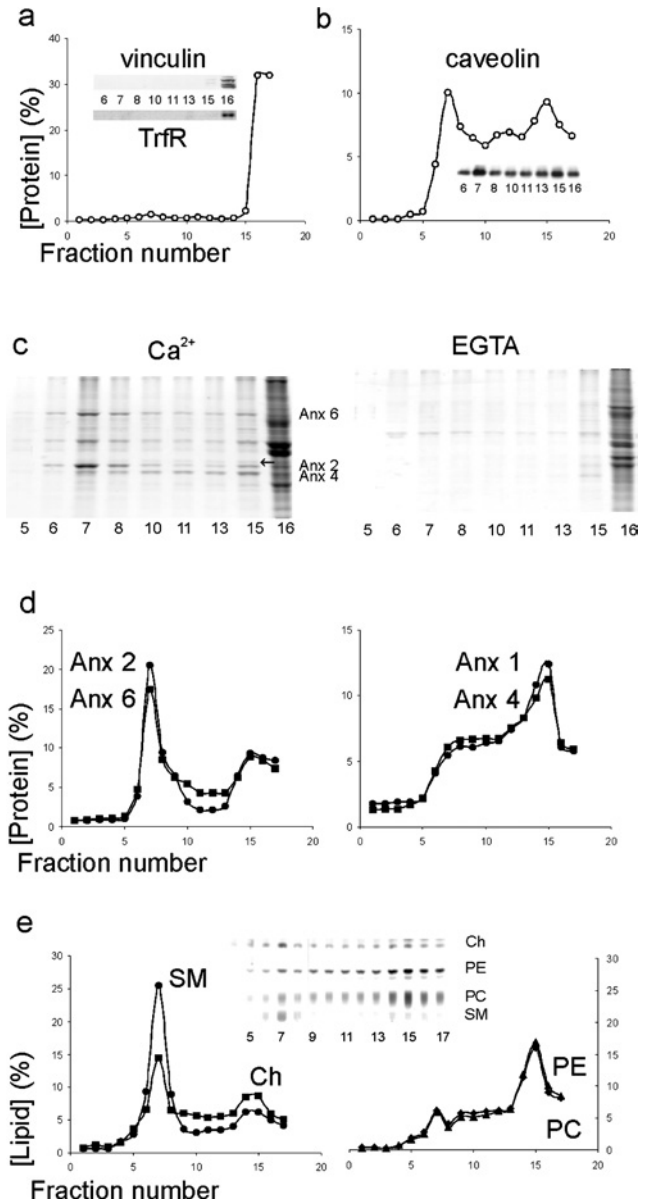 a
[Protein] (%)
40
30
20
10
0
vinculin
6 7 8 10 11 13 15 16
TrfR
0 5 10 15 20
Fraction number
b
15
10
5
0
caveolin
6 7 8 10 11 13 15 16
0 5 10 15 20
c
Ca2+
Anx 6
Anx 2
Anx 4
5 6 7 8 10 11 13 15 16
EGTA
5 6 7 8 10 11 13 15 16
d
[Protein] (%)
25
20
15
10
5
0
Anx 2
Anx 6
0 5 10 15 20
Fraction number
15
10
5
0
Anx 1
Anx 4
0 5 10 15 20
e
[Lipid] (%)
30
25
20
15
10
5
0
SM
Ch
0 5 10 15 20
Fraction number
Ch
PE
PC
SM
5 7 9 11 13 15 17
30
25
20
15
10
5
0
PE
PC
0 5 10 15 20